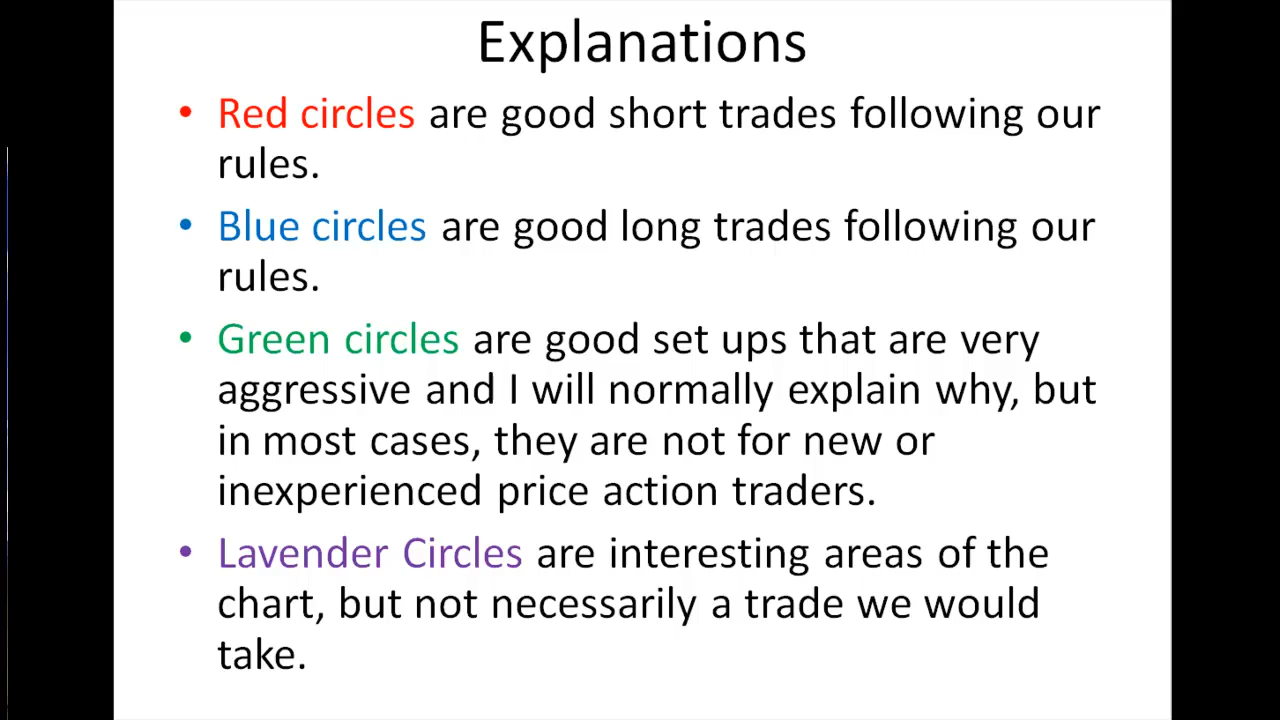 Explanations
• Red circles are good short trades following our
rules.
• Blue circles are good long trades following our
rules.
• Green circles are good set ups that are very
aggressive and I will normally explain why, but
in most cases, they are not for new or
inexperienced price action traders.
• Lavender Circles are interesting areas of the
chart, but not necessarily a trade we would
take.